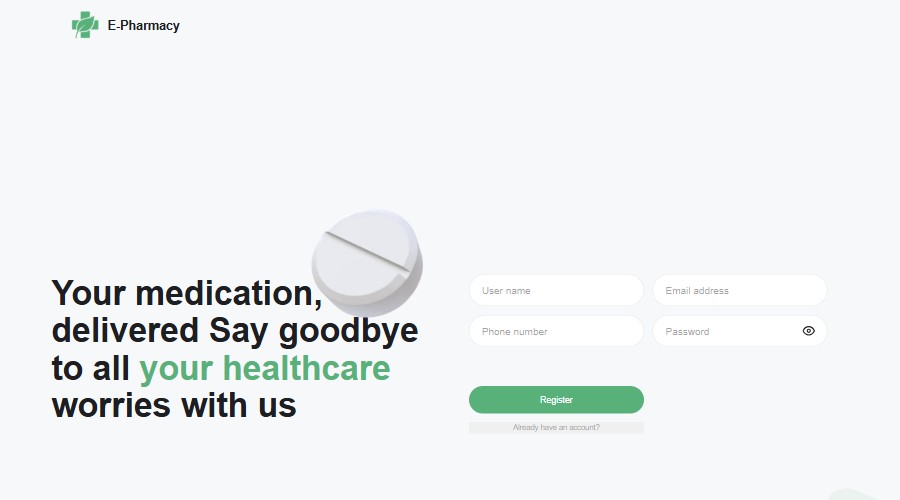 E-Pharmacy
Your medication,
delivered Say goodbye
to all your healthcare
worries with us
User name
Email address
Phone number
Password
Register
Already have an account?